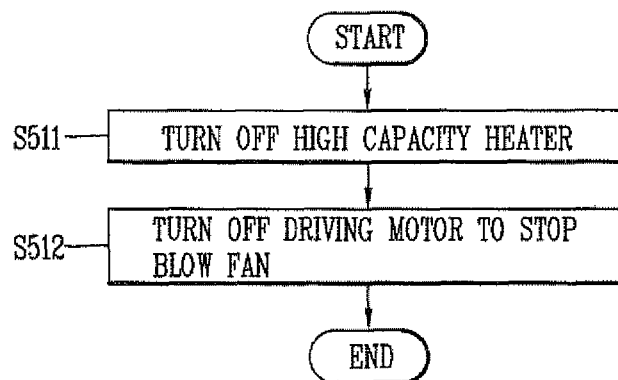 START
S511
TURN OFF HIGH CAPACITY HEATER
S512
TURN OFF DRIVING MOTOR TO STOP
BLOW FAN
END